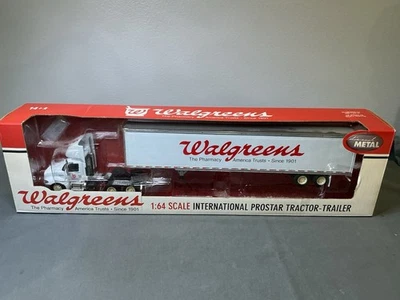 Walgreens
Walgreens
The Pharmacy America Trusts • Since 1901
METAL
Walgreens
The Pharmacy America Trusts • Since 1901
1:64 SCALE INTERNATIONAL PROSTAR TRACTOR-TRAILER